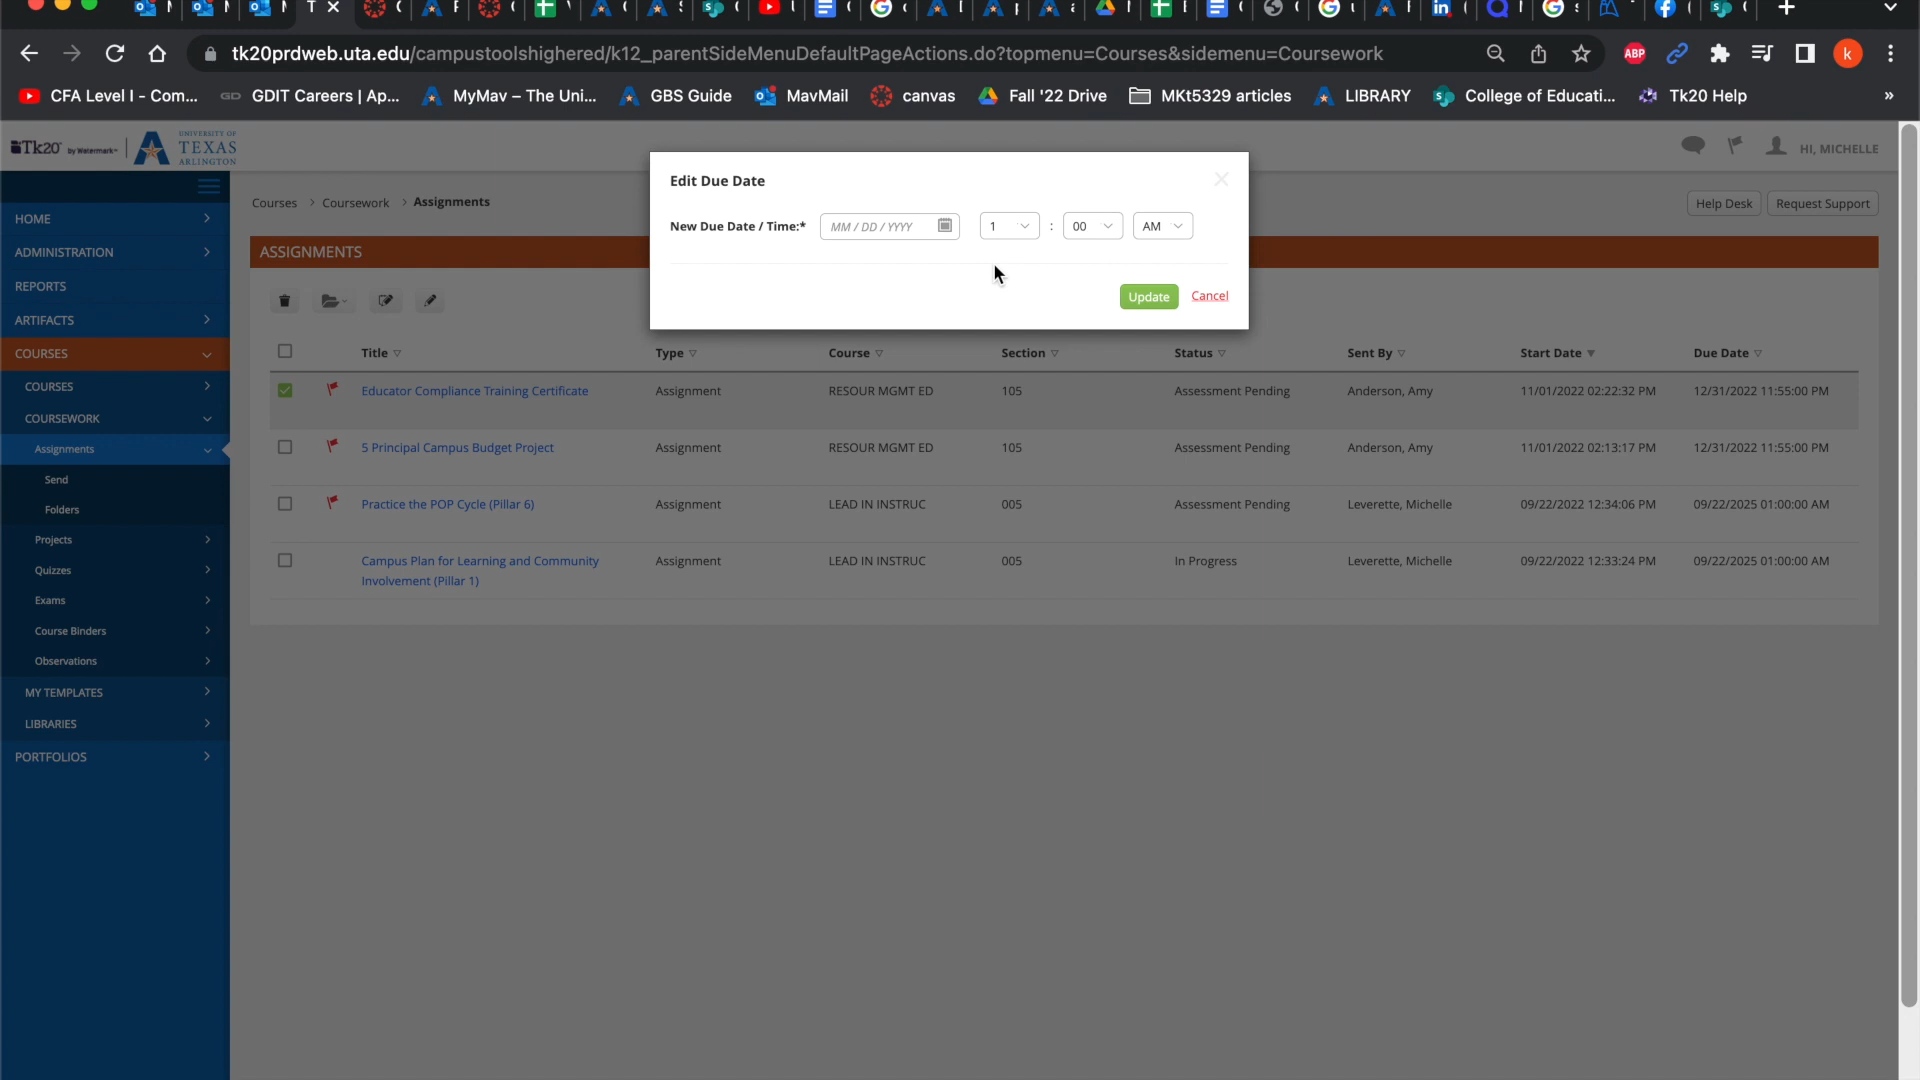 tk20prdweb.uta.edu/campustoolshighered/k12_parentSideMenuDefaultPageActions.do?topmenu=Courses&sidemenu=Coursework
ABP
k
CFA Level I - Com...
GDIT Careers | Ap...
MyMav – The Uni...
GBS Guide
MavMail
canvas
Fall '22 Drive
MKt5329 articles
LIBRARY
College of Educati...
Tk20 Help
»
Tk20 by Watermark
UNIVERSITY OF
TEXAS
ARLINGTON
HI, MICHELLE
HOME
ADMINISTRATION
REPORTS
ARTIFACTS
COURSES
COURSES
COURSEWORK
Assignments
Send
Folders
Projects
Quizzes
Exams
Course Binders
Observations
MY TEMPLATES
LIBRARIES
PORTFOLIOS
Courses > Coursework > Assignments
Help Desk
Request Support
ASSIGNMENTS
Edit Due Date
New Due Date / Time:* MM / DD / YYYY 1 : 00 AM
Update Cancel
Title Type Course Section Status Sent By Start Date Due Date
Educator Compliance Training Certificate Assignment RESOUR MGMT ED 105 Assessment Pending Anderson, Amy 11/01/2022 02:22:32 PM 12/31/2022 11:55:00 PM
5 Principal Campus Budget Project Assignment RESOUR MGMT ED 105 Assessment Pending Anderson, Amy 11/01/2022 02:13:17 PM 12/31/2022 11:55:00 PM
Practice the POP Cycle (Pillar 6) Assignment LEAD IN INSTRUC 005 Assessment Pending Leverette, Michelle 09/22/2022 12:34:06 PM 09/22/2025 01:00:00 AM
Campus Plan for Learning and Community Assignment LEAD IN INSTRUC 005 In Progress Leverette, Michelle 09/22/2022 12:33:24 PM 09/22/2025 01:00:00 AM
Involvement (Pillar 1)